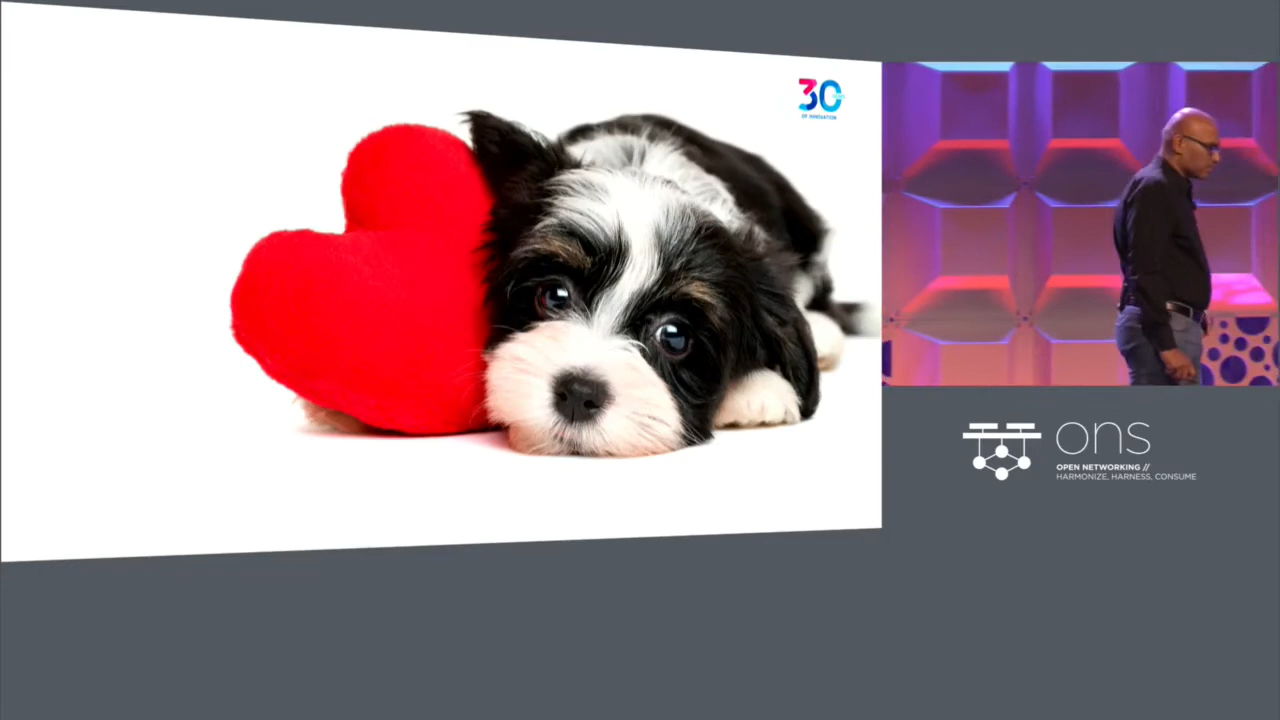 30
OF INNOVATION
ons
OPEN NETWORKING //
HARMONIZE. HARNESS. CONSUME